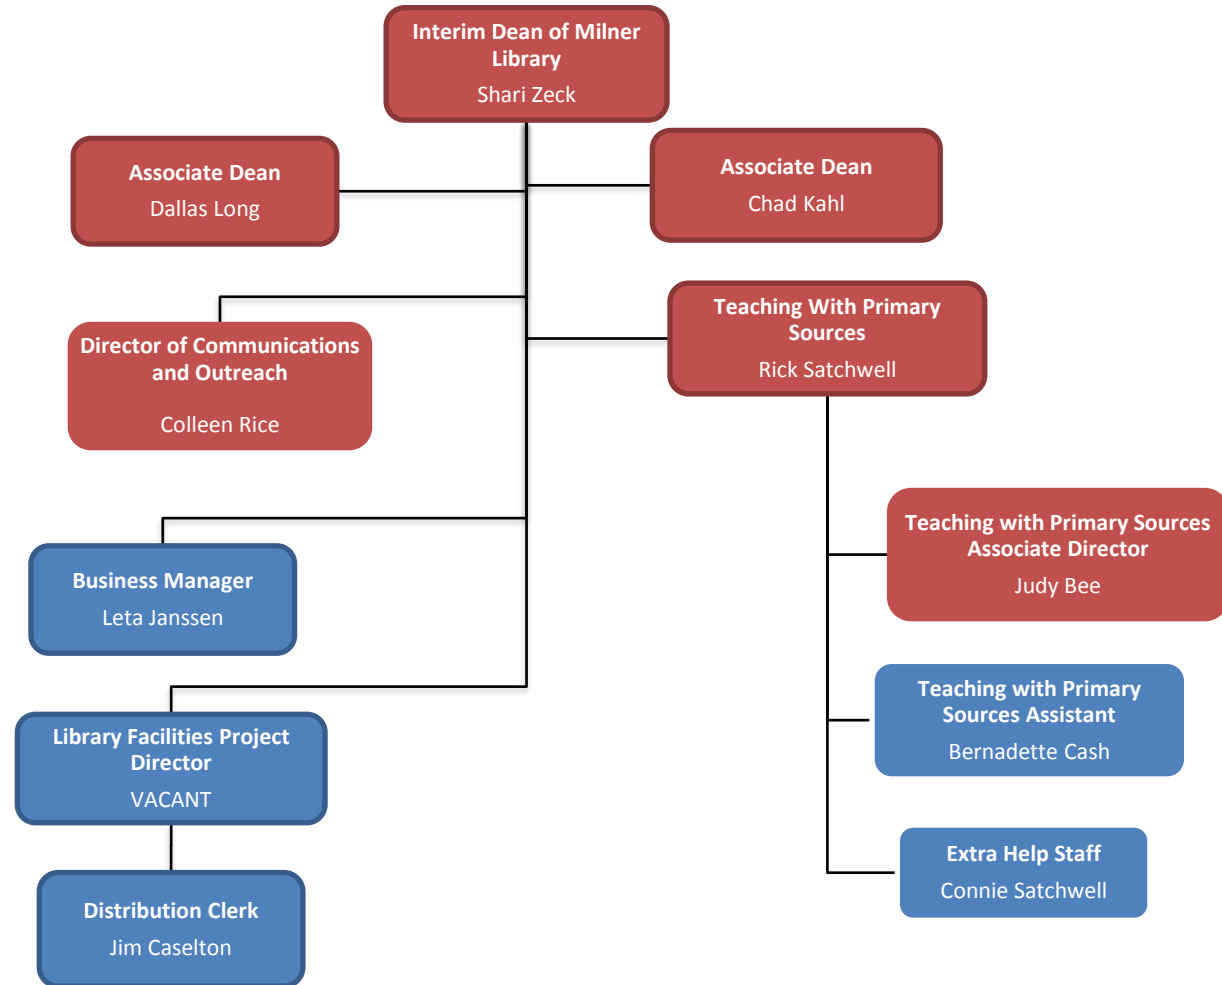 Interim Dean of Milner
Library
Shari Zeck
Associate Dean
Dallas Long
Associate Dean
Chad Kahl
Director of Communications
and Outreach
Colleen Rice
Teaching With Primary
Sources
Rick Satchwell
Teaching with Primary Sources
Associate Director
Judy Bee
Business Manager
Leta Janssen
Teaching with Primary
Sources Assistant
Bernadette Cash
Library Facilities Project
Director
VACANT
Extra Help Staff
Connie Satchwell
Distribution Clerk
Jim Caselton